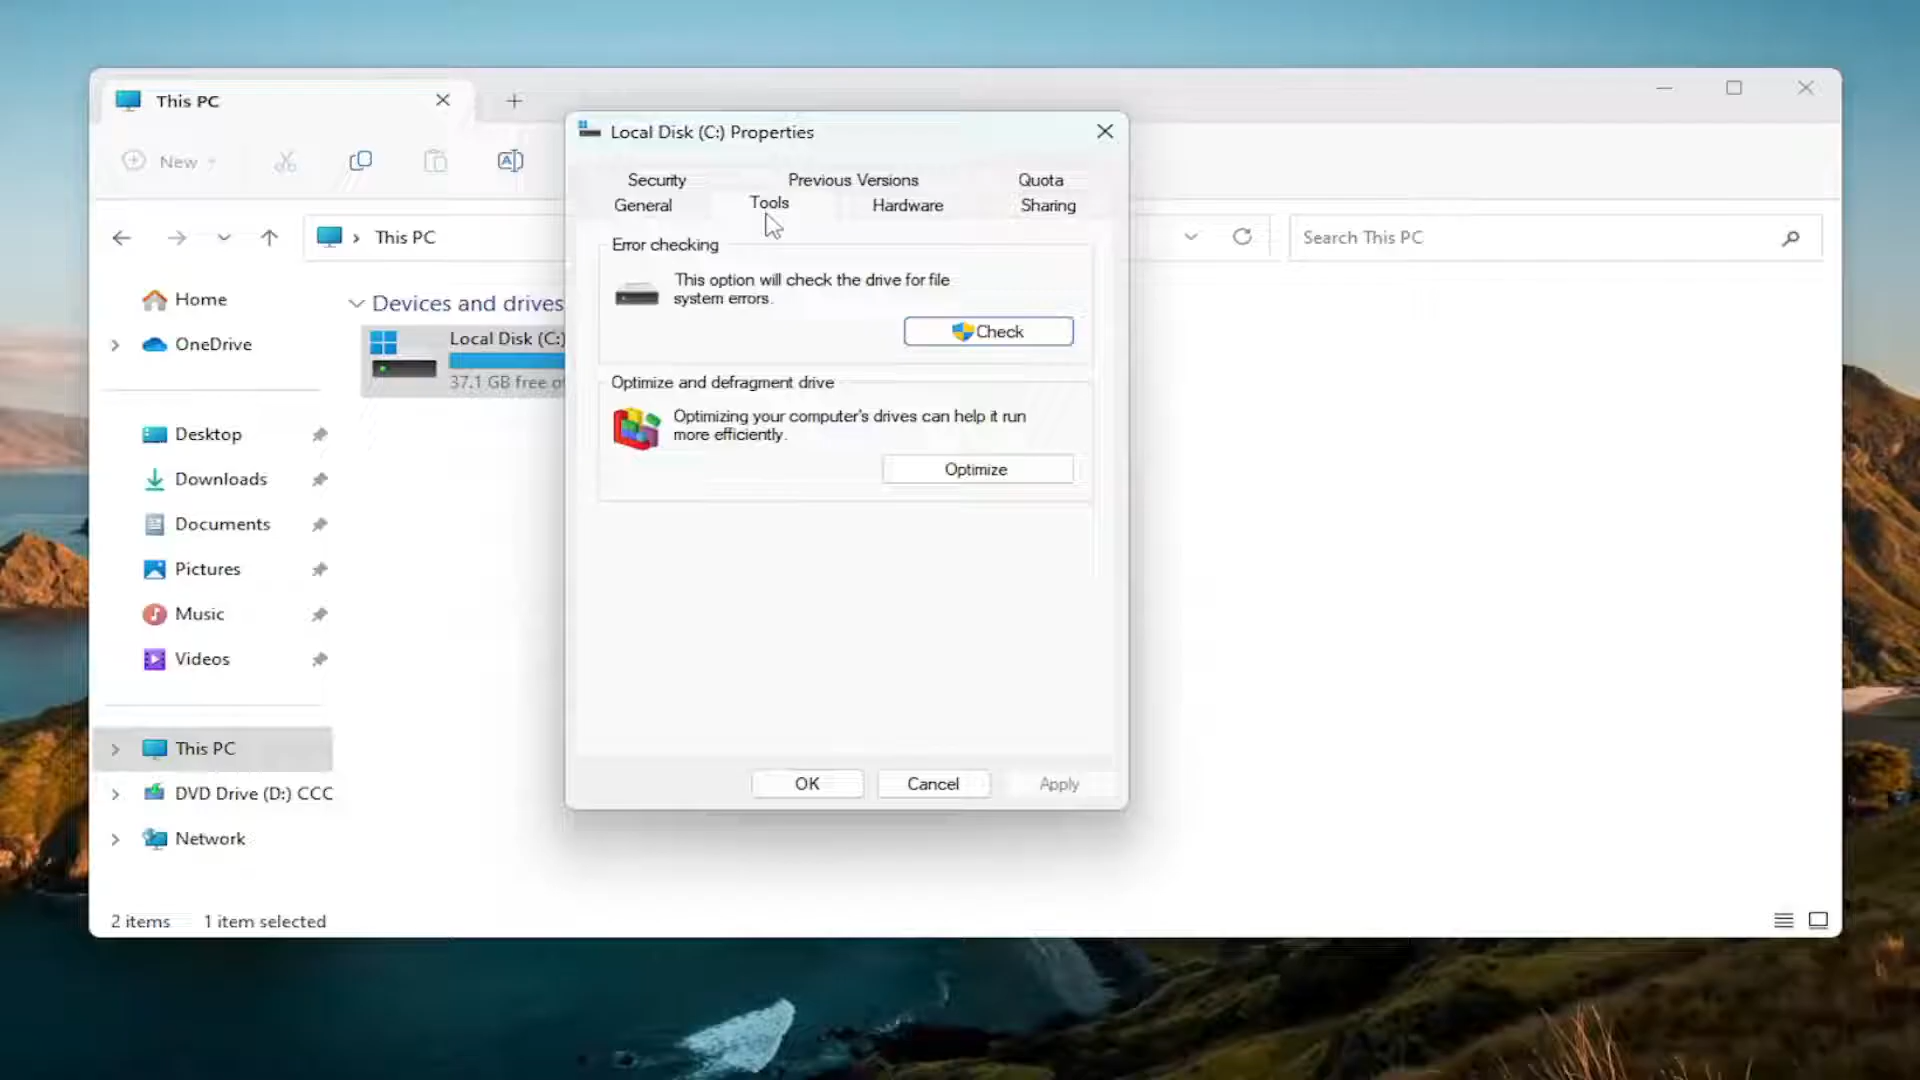 This PC
New
This PC
Search This PC
Home
OneDrive
Desktop
Downloads
Documents
Pictures
Music
Videos
This PC
DVD Drive (D:) CCC
Network
Devices and drives
Local Disk (C:)
37.1 GB free of
2 items 1 item selected
Local Disk (C:) Properties
Security Previous Versions Quota
General Tools Hardware Sharing
Error checking
This option will check the drive for file
system errors.
Check
Optimize and defragment drive
Optimizing your computer's drives can help it run
more efficiently.
Optimize
OK Cancel Apply